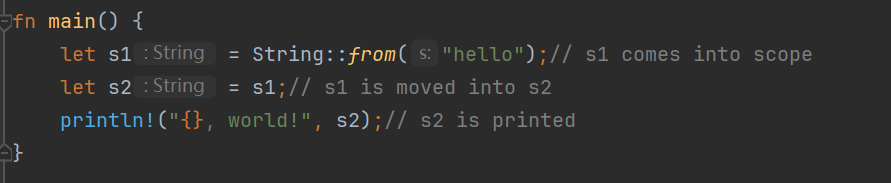 fn main() {
let s1 : String = String::from( s: "hello");// s1 comes into scope
let s2 : String = s1;// s1 is moved into s2
println!("{}, world!", s2);// s2 is printed
}